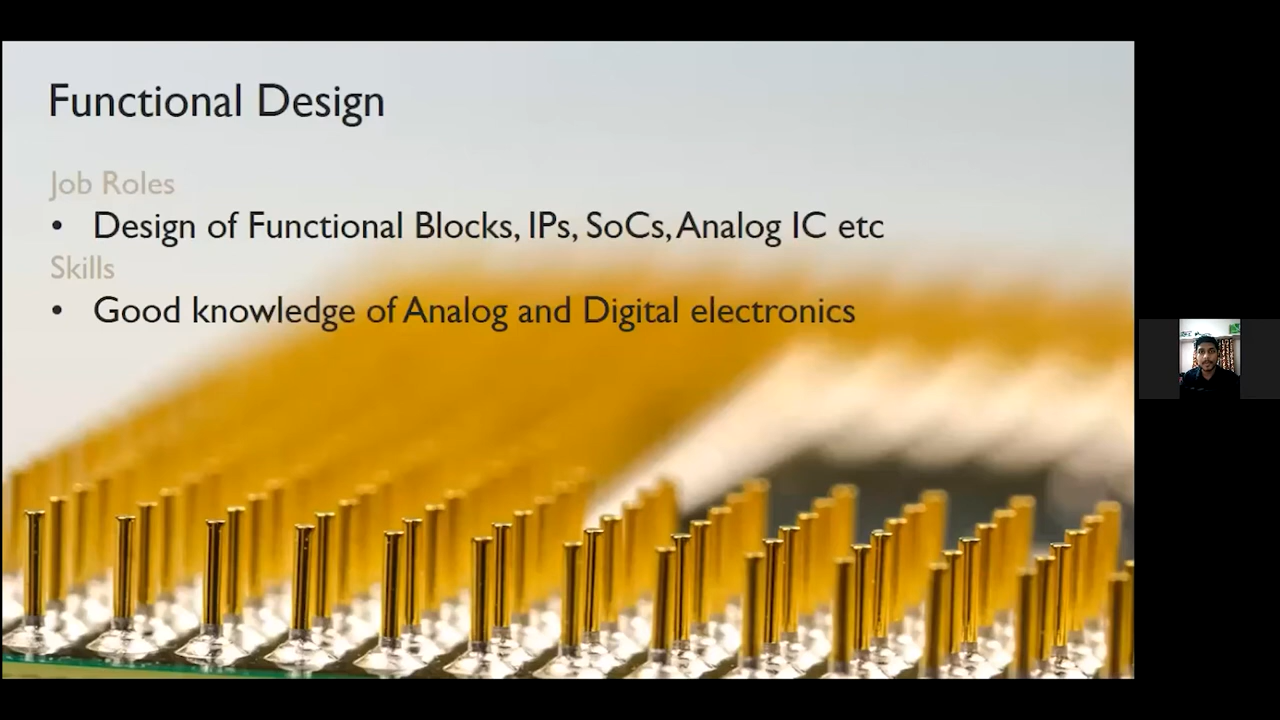 Functional Design
Job Roles
• Design of Functional Blocks, IPs, SoCs, Analog IC etc
Skills
• Good knowledge of Analog and Digital electronics